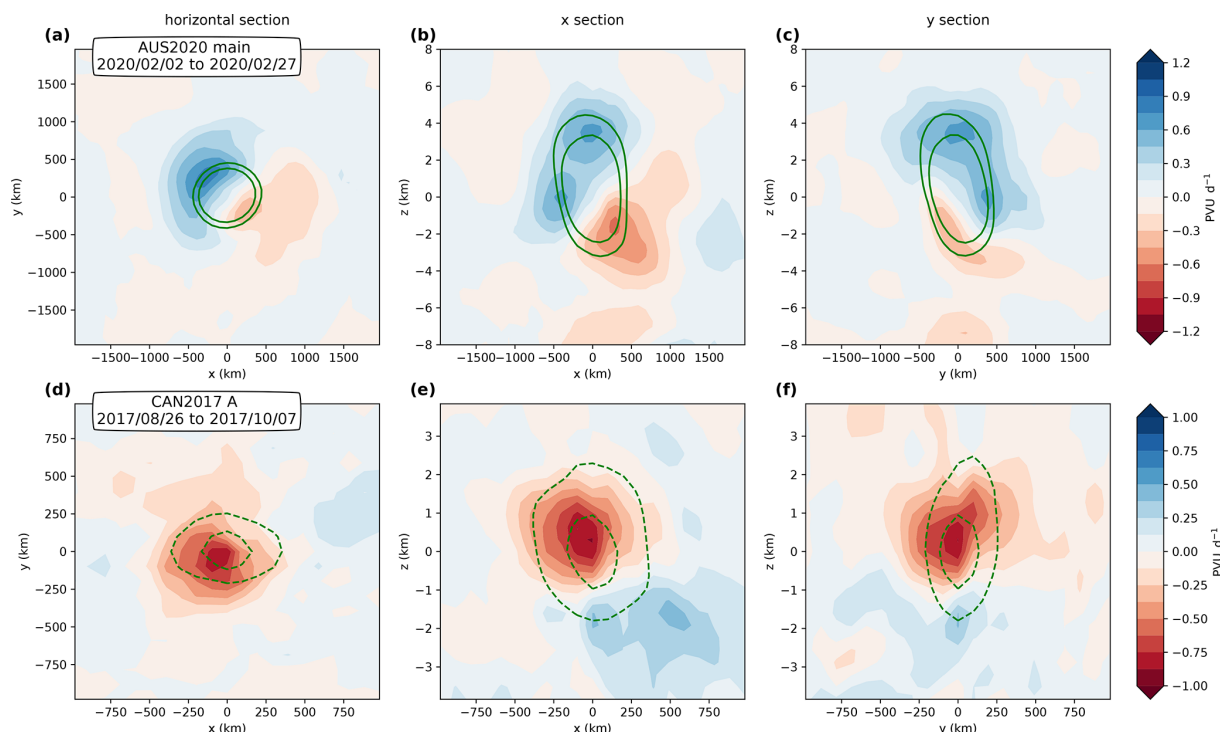 horizontal section
x section
y section
(a)
(b)
(c)
AUS2020 main
2020/02/02 to 2020/02/27
1500
1000
500
0
−500
−1000
−1500
y (km)
−1500−1000 −500 0 500 1000 1500
x (km)
8
6
4
2
0
−2
−4
−6
−8
z (km)
−1500−1000 −500 0 500 1000 1500
x (km)
8
6
4
2
0
−2
−4
−6
−8
z (km)
−1500−1000 −500 0 500 1000 1500
y (km)
1.2
0.9
0.6
0.3
0.0
−0.3
−0.6
−0.9
−1.2
PVU d⁻¹
(d)
(e)
(f)
CAN2017 A
2017/08/26 to 2017/10/07
750
500
250
0
−250
−500
−750
y (km)
−750 −500 −250 0 250 500 750
x (km)
3
2
1
0
−1
−2
−3
z (km)
−750 −500 −250 0 250 500 750
x (km)
3
2
1
0
−1
−2
−3
z (km)
−750 −500 −250 0 250 500 750
y (km)
1.00
0.75
0.50
0.25
0.00
−0.25
−0.50
−0.75
−1.00
PVU d⁻¹